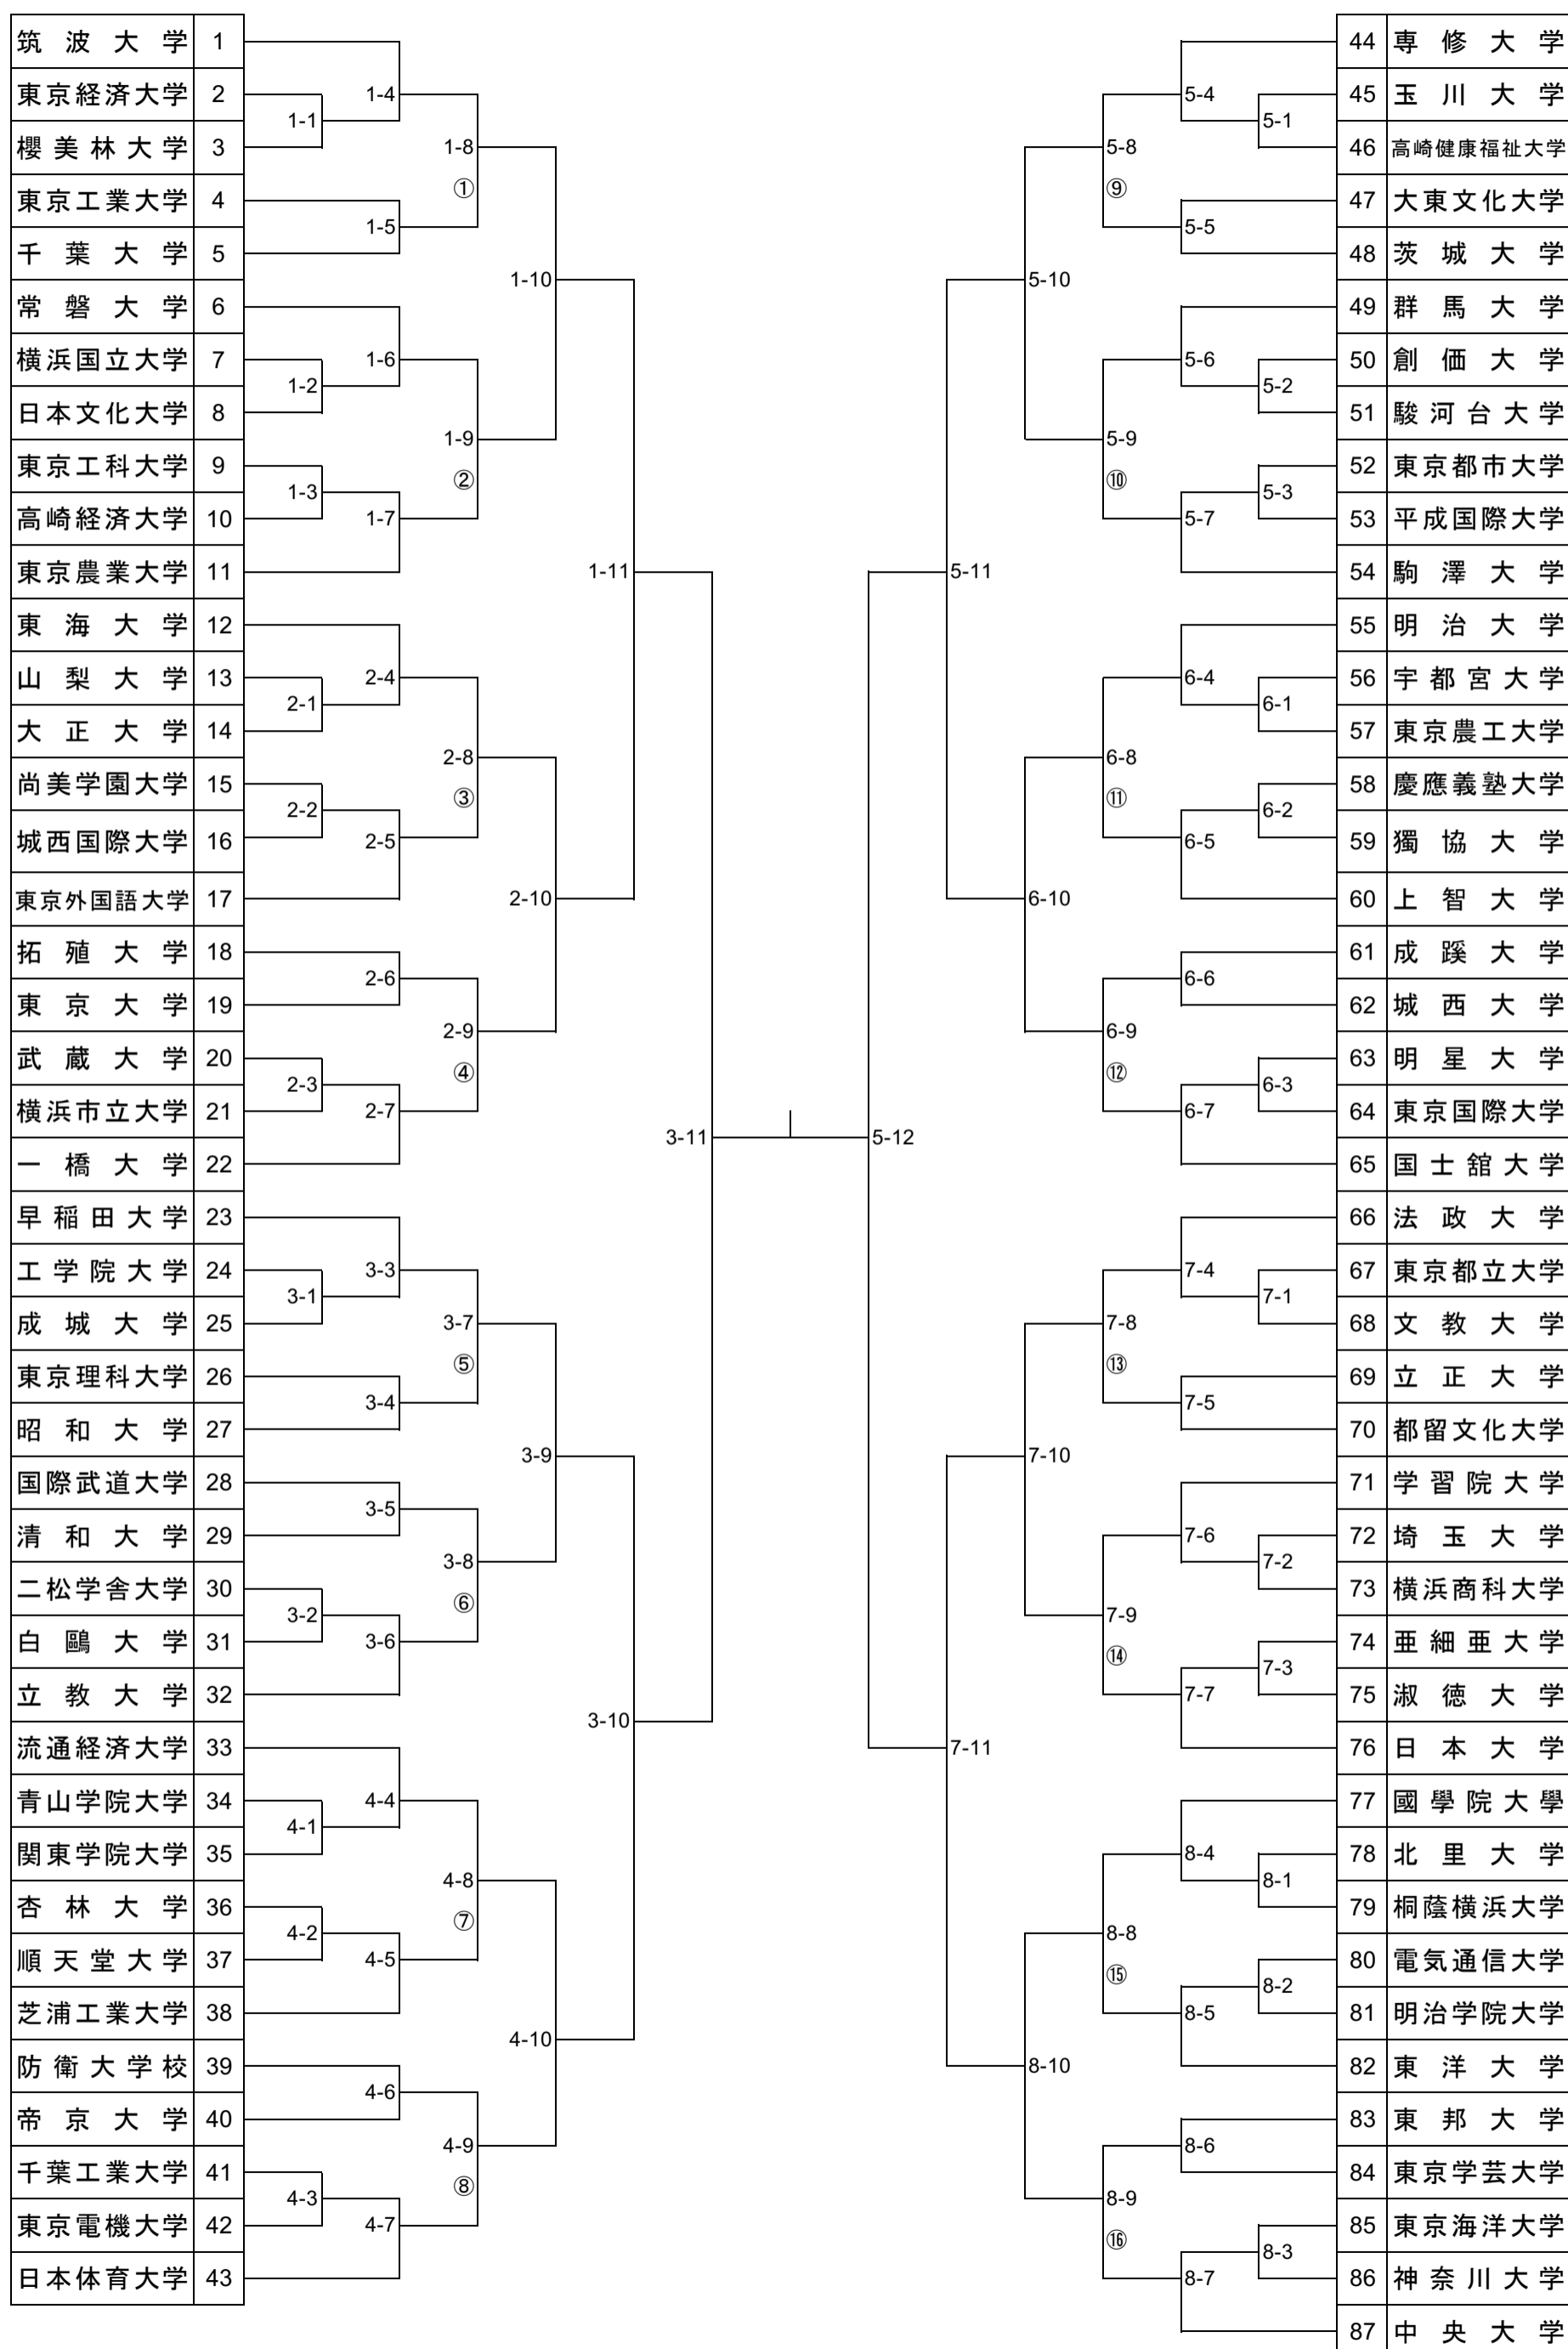 筑波大学 1
東京経済大学 2
櫻美林大学 3
東京工業大学 4
千葉大学 5
常磐大学 6
横浜国立大学 7
日本文化大学 8
東京工科大学 9
高崎経済大学 10
東京農業大学 11
東海大学 12
山梨大学 13
大正大学 14
尚美学園大学 15
城西国際大学 16
東京外国語大学 17
拓殖大学 18
東京大学 19
武蔵大学 20
横浜市立大学 21
一橋大学 22
早稲田大学 23
工学院大学 24
成城大学 25
東京理科大学 26
昭和大学 27
国際武道大学 28
清和大学 29
二松学舎大学 30
白鷗大学 31
立教大学 32
流通経済大学 33
青山学院大学 34
関東学院大学 35
杏林大学 36
順天堂大学 37
芝浦工業大学 38
防衛大学校 39
帝京大学 40
千葉工業大学 41
東京電機大学 42
日本体育大学 43
1-1
1-2
1-3
2-1
2-2
2-3
3-1
3-2
4-1
4-2
4-3
1-4
1-5
1-6
1-7
2-4
2-5
2-6
2-7
3-3
3-4
3-5
3-6
4-4
4-5
4-6
4-7
1-8
①
1-9
②
2-8
③
2-9
④
3-7
⑤
3-8
⑥
4-8
⑦
4-9
⑧
1-10
2-10
3-9
4-10
1-11
3-10
3-11
5-12
5-11
7-11
5-10
6-10
7-10
8-10
5-8
⑨
5-9
⑩
6-8
⑪
6-9
⑫
7-8
⑬
7-9
⑭
8-8
⑮
8-9
⑯
5-4
5-5
5-6
5-7
6-4
6-5
6-6
6-7
7-4
7-5
7-6
7-7
8-4
8-5
8-6
8-7
5-1
5-2
5-3
6-1
6-2
6-3
7-1
7-2
7-3
8-1
8-2
8-3
44 専修大学
45 玉川大学
46 高崎健康福祉大学
47 大東文化大学
48 茨城大学
49 群馬大学
50 創価大学
51 駿河台大学
52 東京都市大学
53 平成国際大学
54 駒澤大学
55 明治大学
56 宇都宮大学
57 東京農工大学
58 慶應義塾大学
59 獨協大学
60 上智大学
61 成蹊大学
62 城西大学
63 明星大学
64 東京国際大学
65 国士舘大学
66 法政大学
67 東京都立大学
68 文教大学
69 立正大学
70 都留文化大学
71 学習院大学
72 埼玉大学
73 横浜商科大学
74 亜細亜大学
75 淑徳大学
76 日本大学
77 國學院大學
78 北里大学
79 桐蔭横浜大学
80 電気通信大学
81 明治学院大学
82 東洋大学
83 東邦大学
84 東京学芸大学
85 東京海洋大学
86 神奈川大学
87 中央大学